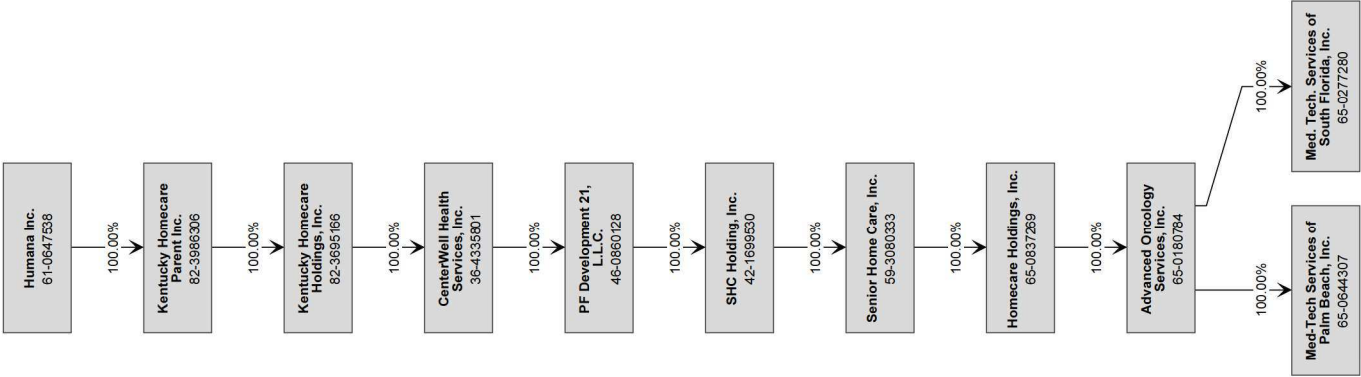 Humana Inc.
61-0647538
100.00%
Kentucky Homecare
Parent Inc.
82-3986306
100.00%
Kentucky Homecare
Holdings, Inc.
82-3695166
100.00%
CenterWell Health
Services, Inc.
36-4335801
100.00%
PF Development 21,
L.L.C.
46-0860128
100.00%
SHC Holding, Inc.
42-1699530
100.00%
Senior Home Care, Inc.
59-3080333
100.00%
Homecare Holdings, Inc.
65-0837269
100.00%
Advanced Oncology
Services, Inc.
65-0180784
100.00%
100.00%
Med-Tech Services of
Palm Beach, Inc.
65-0644307
Med. Tech. Services of
South Florida, Inc.
65-0277280